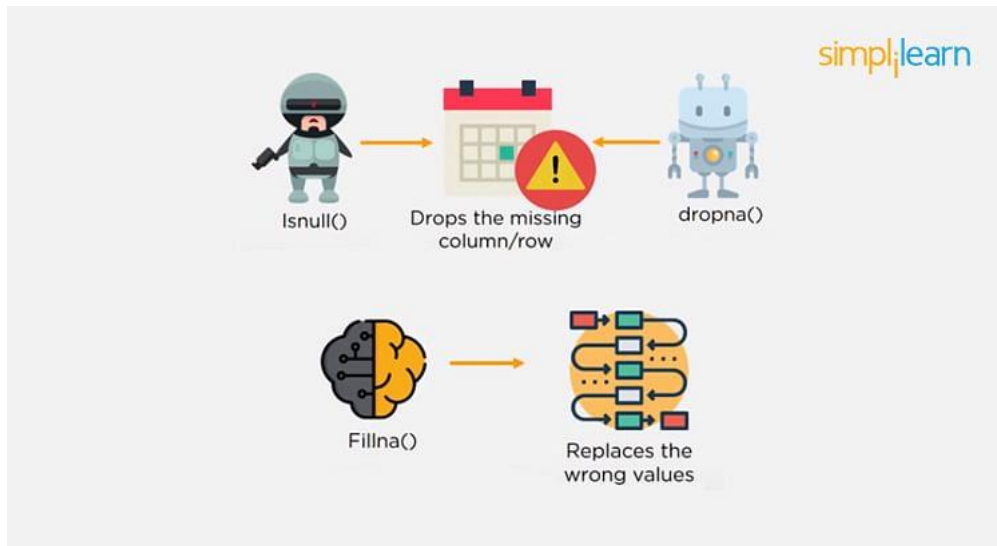 simplilearn
Isnull()
Drops the missing
column/row
dropna()
Fillna()
Replaces the
wrong values